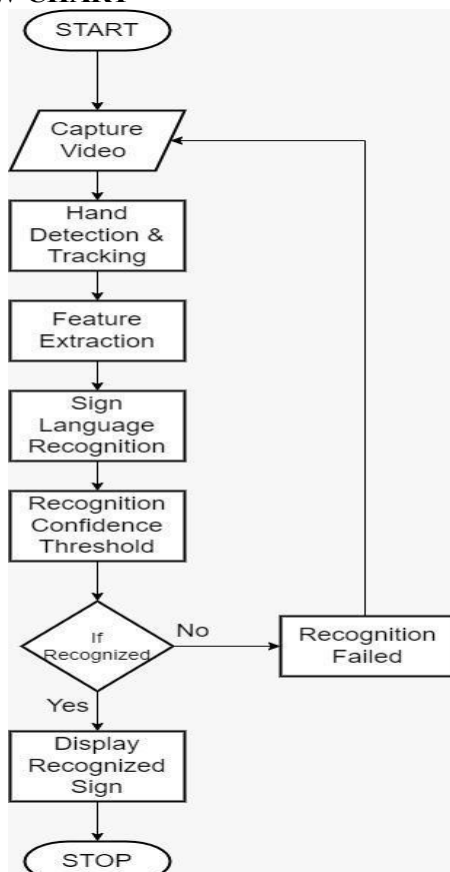 START
Capture
Video
Hand
Detection &
Tracking
Feature
Extraction
Sign
Language
Recognition
Recognition
Confidence
Threshold
If
Recognized
No
Recognition
Failed
Yes
Display
Recognized
Sign
STOP